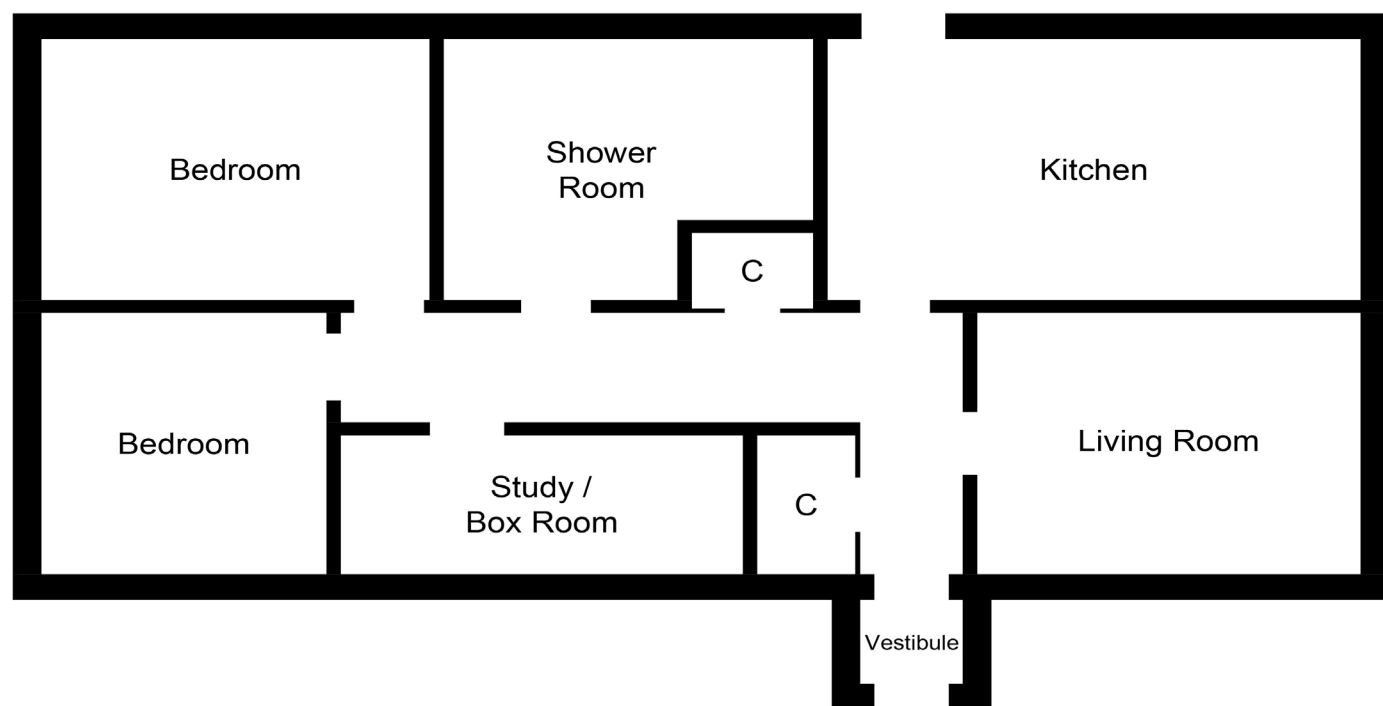 Bedroom
Shower
Room
Kitchen
C
Bedroom
Living Room
Study /
Box Room
C
Vestibule